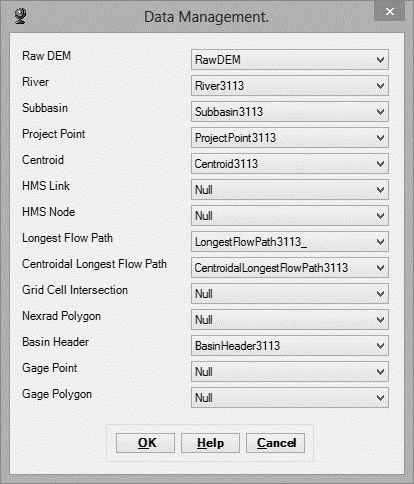 Data Management.
Raw DEM RawDEM
River River3113
Subbasin Subbasin3113
Project Point ProjectPoint3113
Centroid Centroid3113
HMS Link Null
HMS Node Null
Longest Flow Path LongestFlowPath3113_
Centroidal Longest Flow Path CentroidalLongestFlowPath3113
Grid Cell Intersection Null
Nexrad Polygon Null
Basin Header BasinHeader3113
Gage Point Null
Gage Polygon Null
OK Help Cancel